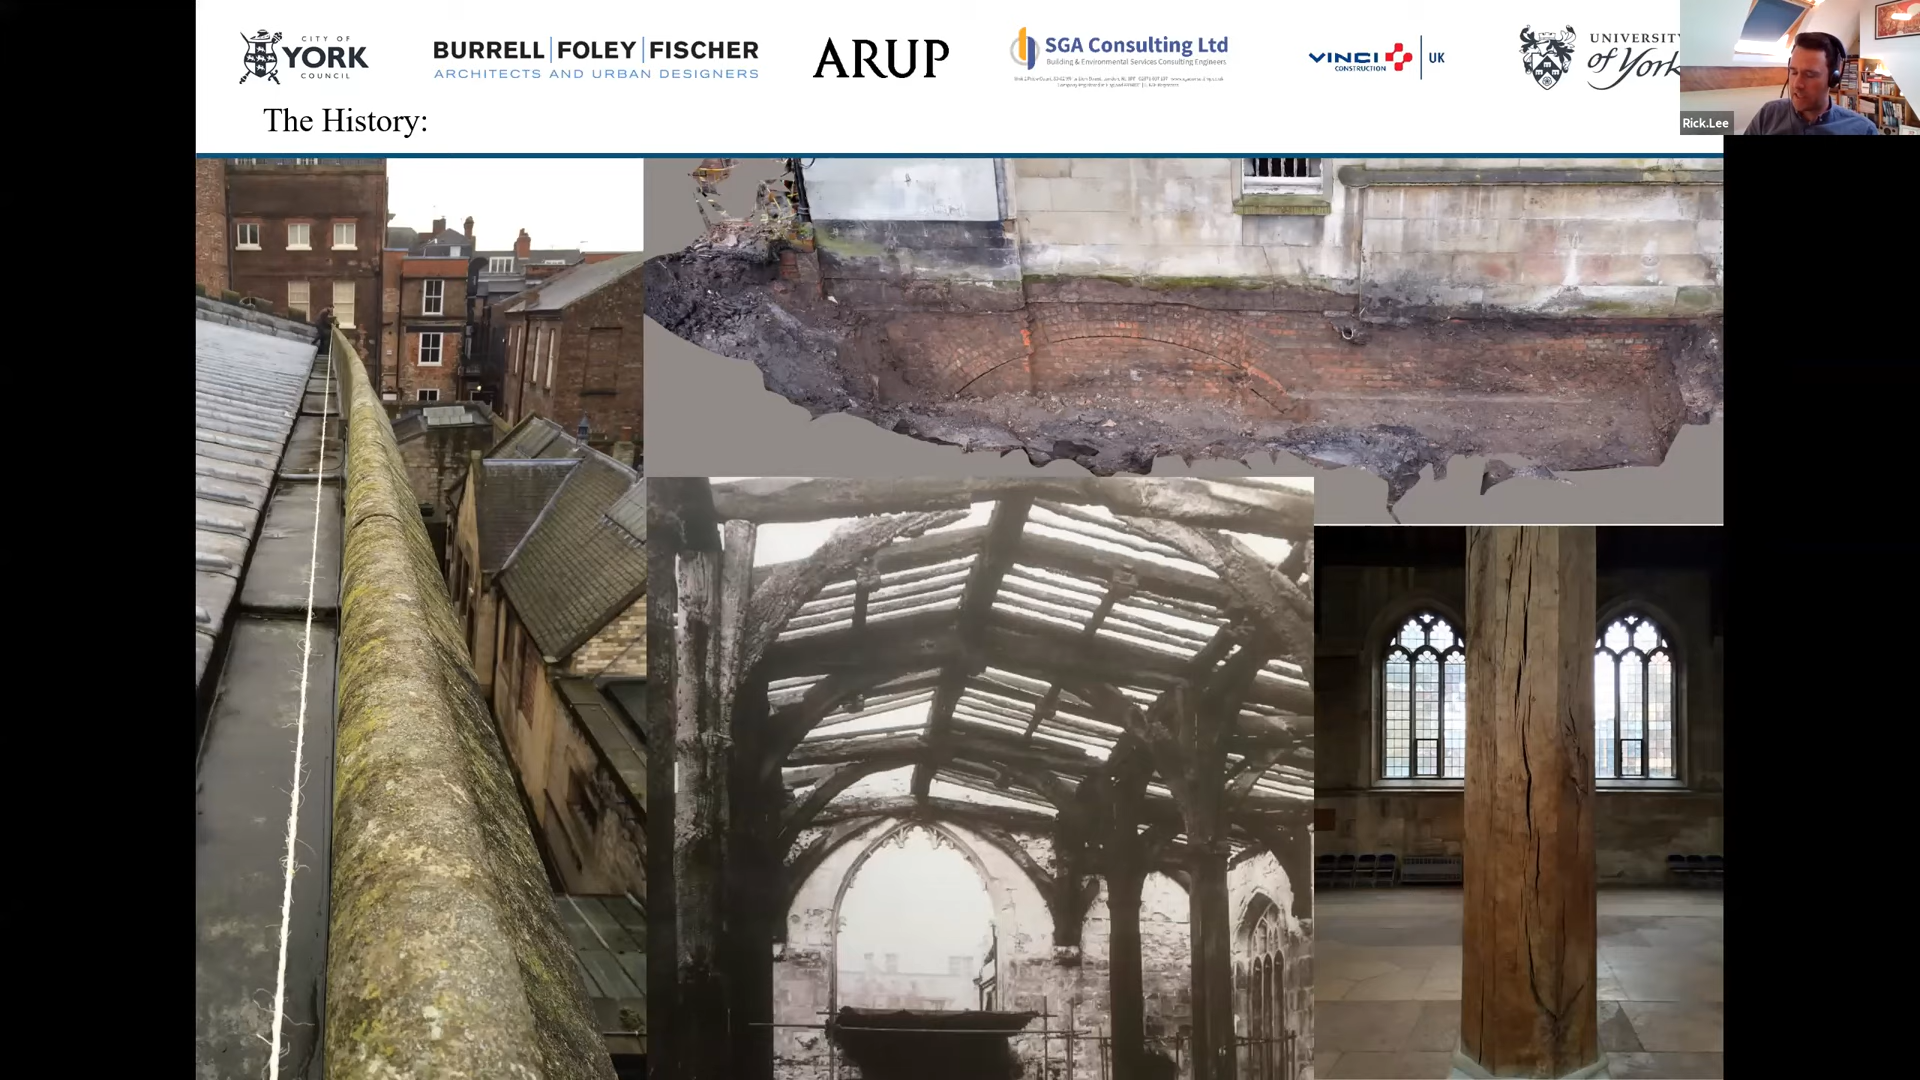 CITY OF
YORK
COUNCIL
BURRELL|FOLEY|FISCHER
ARCHITECTS AND URBAN DESIGNERS
ARUP
SGA Consulting Ltd
Building & Environmental Services Consulting Engineers
VINCI
CONSTRUCTION
UK
UNIVERSITY
of York
Rick.Lee
The History: